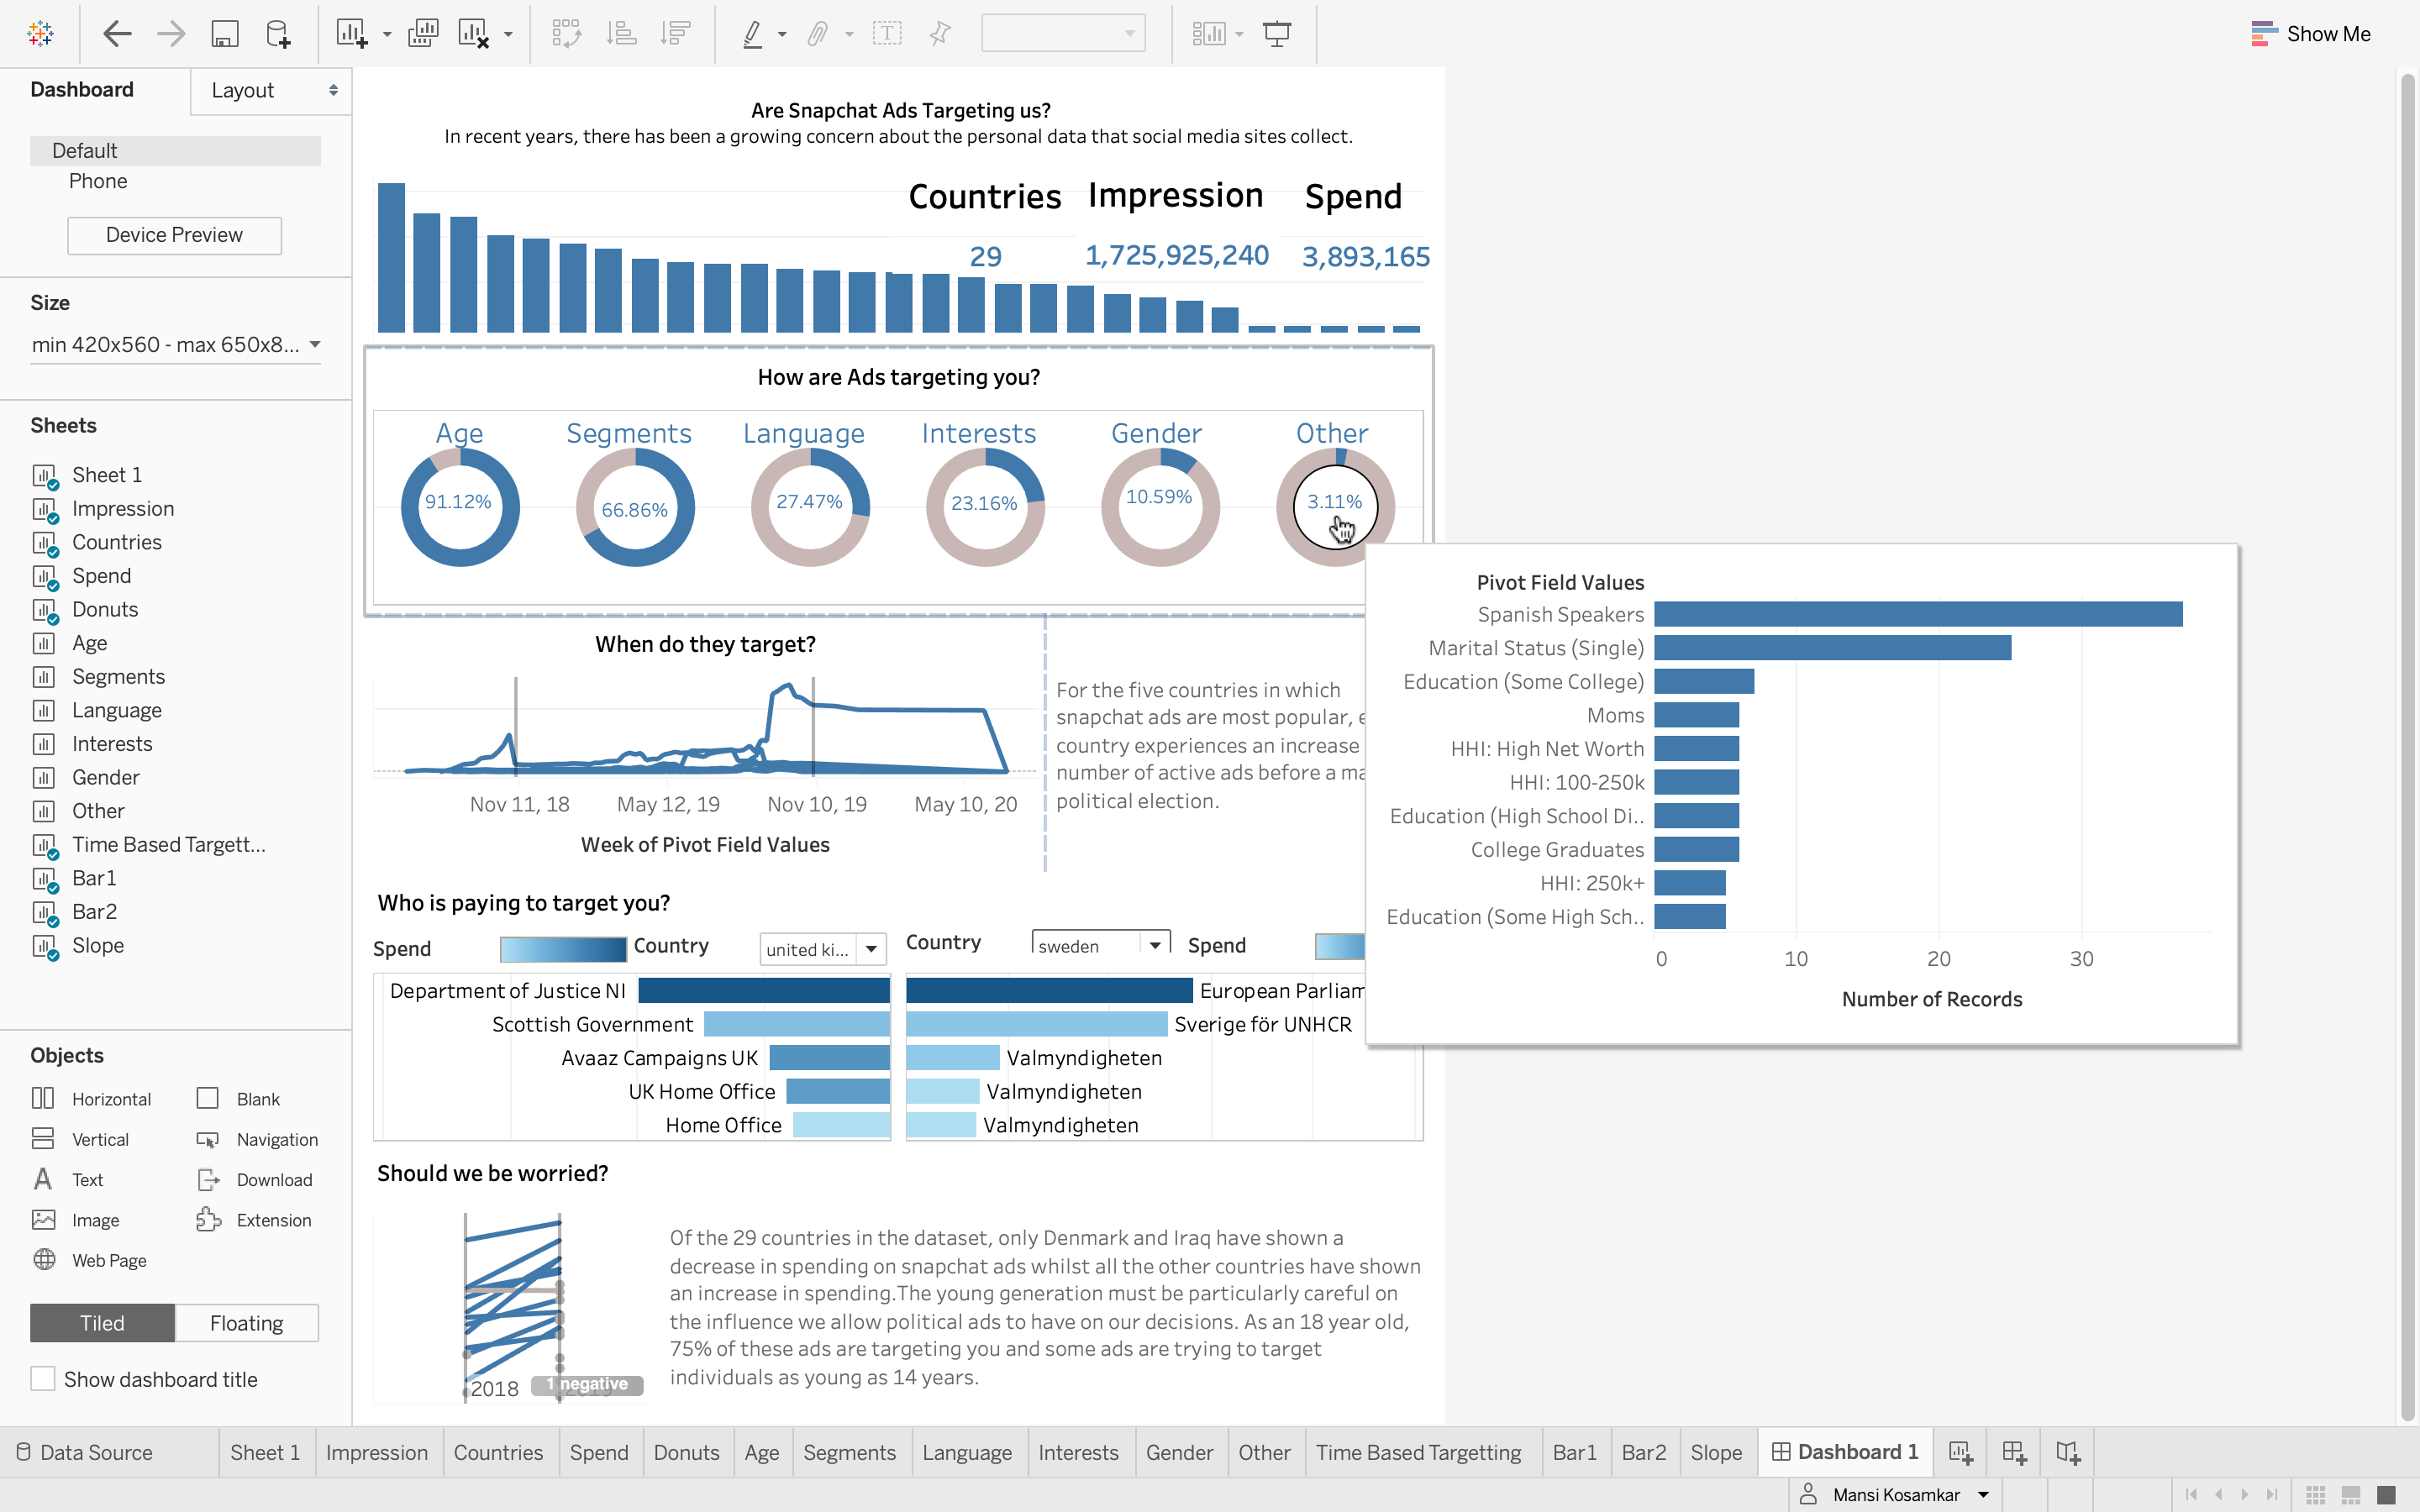 Show Me
Dashboard
Layout
Default
Phone
Device Preview
Size
min 420x560 - max 650x8...
Sheets
Sheet 1
Impression
Countries
Spend
Donuts
Age
Segments
Language
Interests
Gender
Other
Time Based Targett...
Bar1
Bar2
Slope
Objects
Horizontal
Blank
Vertical
Navigation
Text
Download
Image
Extension
Web Page
Tiled
Floating
Show dashboard title
Are Snapchat Ads Targeting us?
In recent years, there has been a growing concern about the personal data that social media sites collect.
Countries
Impression
Spend
29
1,725,925,240
3,893,165
How are Ads targeting you?
Age
Segments
Language
Interests
Gender
Other
91.12%
66.86%
27.47%
23.16%
10.59%
3.11%
Pivot Field Values
Spanish Speakers
Marital Status (Single)
Education (Some College)
Moms
HHI: High Net Worth
HHI: 100-250k
Education (High School Di..
College Graduates
HHI: 250k+
Education (Some High Sch..
0
10
20
30
Number of Records
When do they target?
Nov 11, 18
May 12, 19
Nov 10, 19
May 10, 20
Week of Pivot Field Values
For the five countries in which
snapchat ads are most popular, e
country experiences an increase
number of active ads before a ma
political election.
Who is paying to target you?
Spend
Country
united ki...
Country
sweden
Spend
Department of Justice NI
Scottish Government
Avaaz Campaigns UK
UK Home Office
Home Office
European Parliam
Sverige för UNHCR
Valmyndigheten
Valmyndigheten
Valmyndigheten
Should we be worried?
2018
1 negative
Of the 29 countries in the dataset, only Denmark and Iraq have shown a
decrease in spending on snapchat ads whilst all the other countries have shown
an increase in spending.The young generation must be particularly careful on
the influence we allow political ads to have on our decisions. As an 18 year old,
75% of these ads are targeting you and some ads are trying to target
individuals as young as 14 years.
Data Source
Sheet 1
Impression
Countries
Spend
Donuts
Age
Segments
Language
Interests
Gender
Other
Time Based Targetting
Bar1
Bar2
Slope
Dashboard 1
Mansi Kosamkar